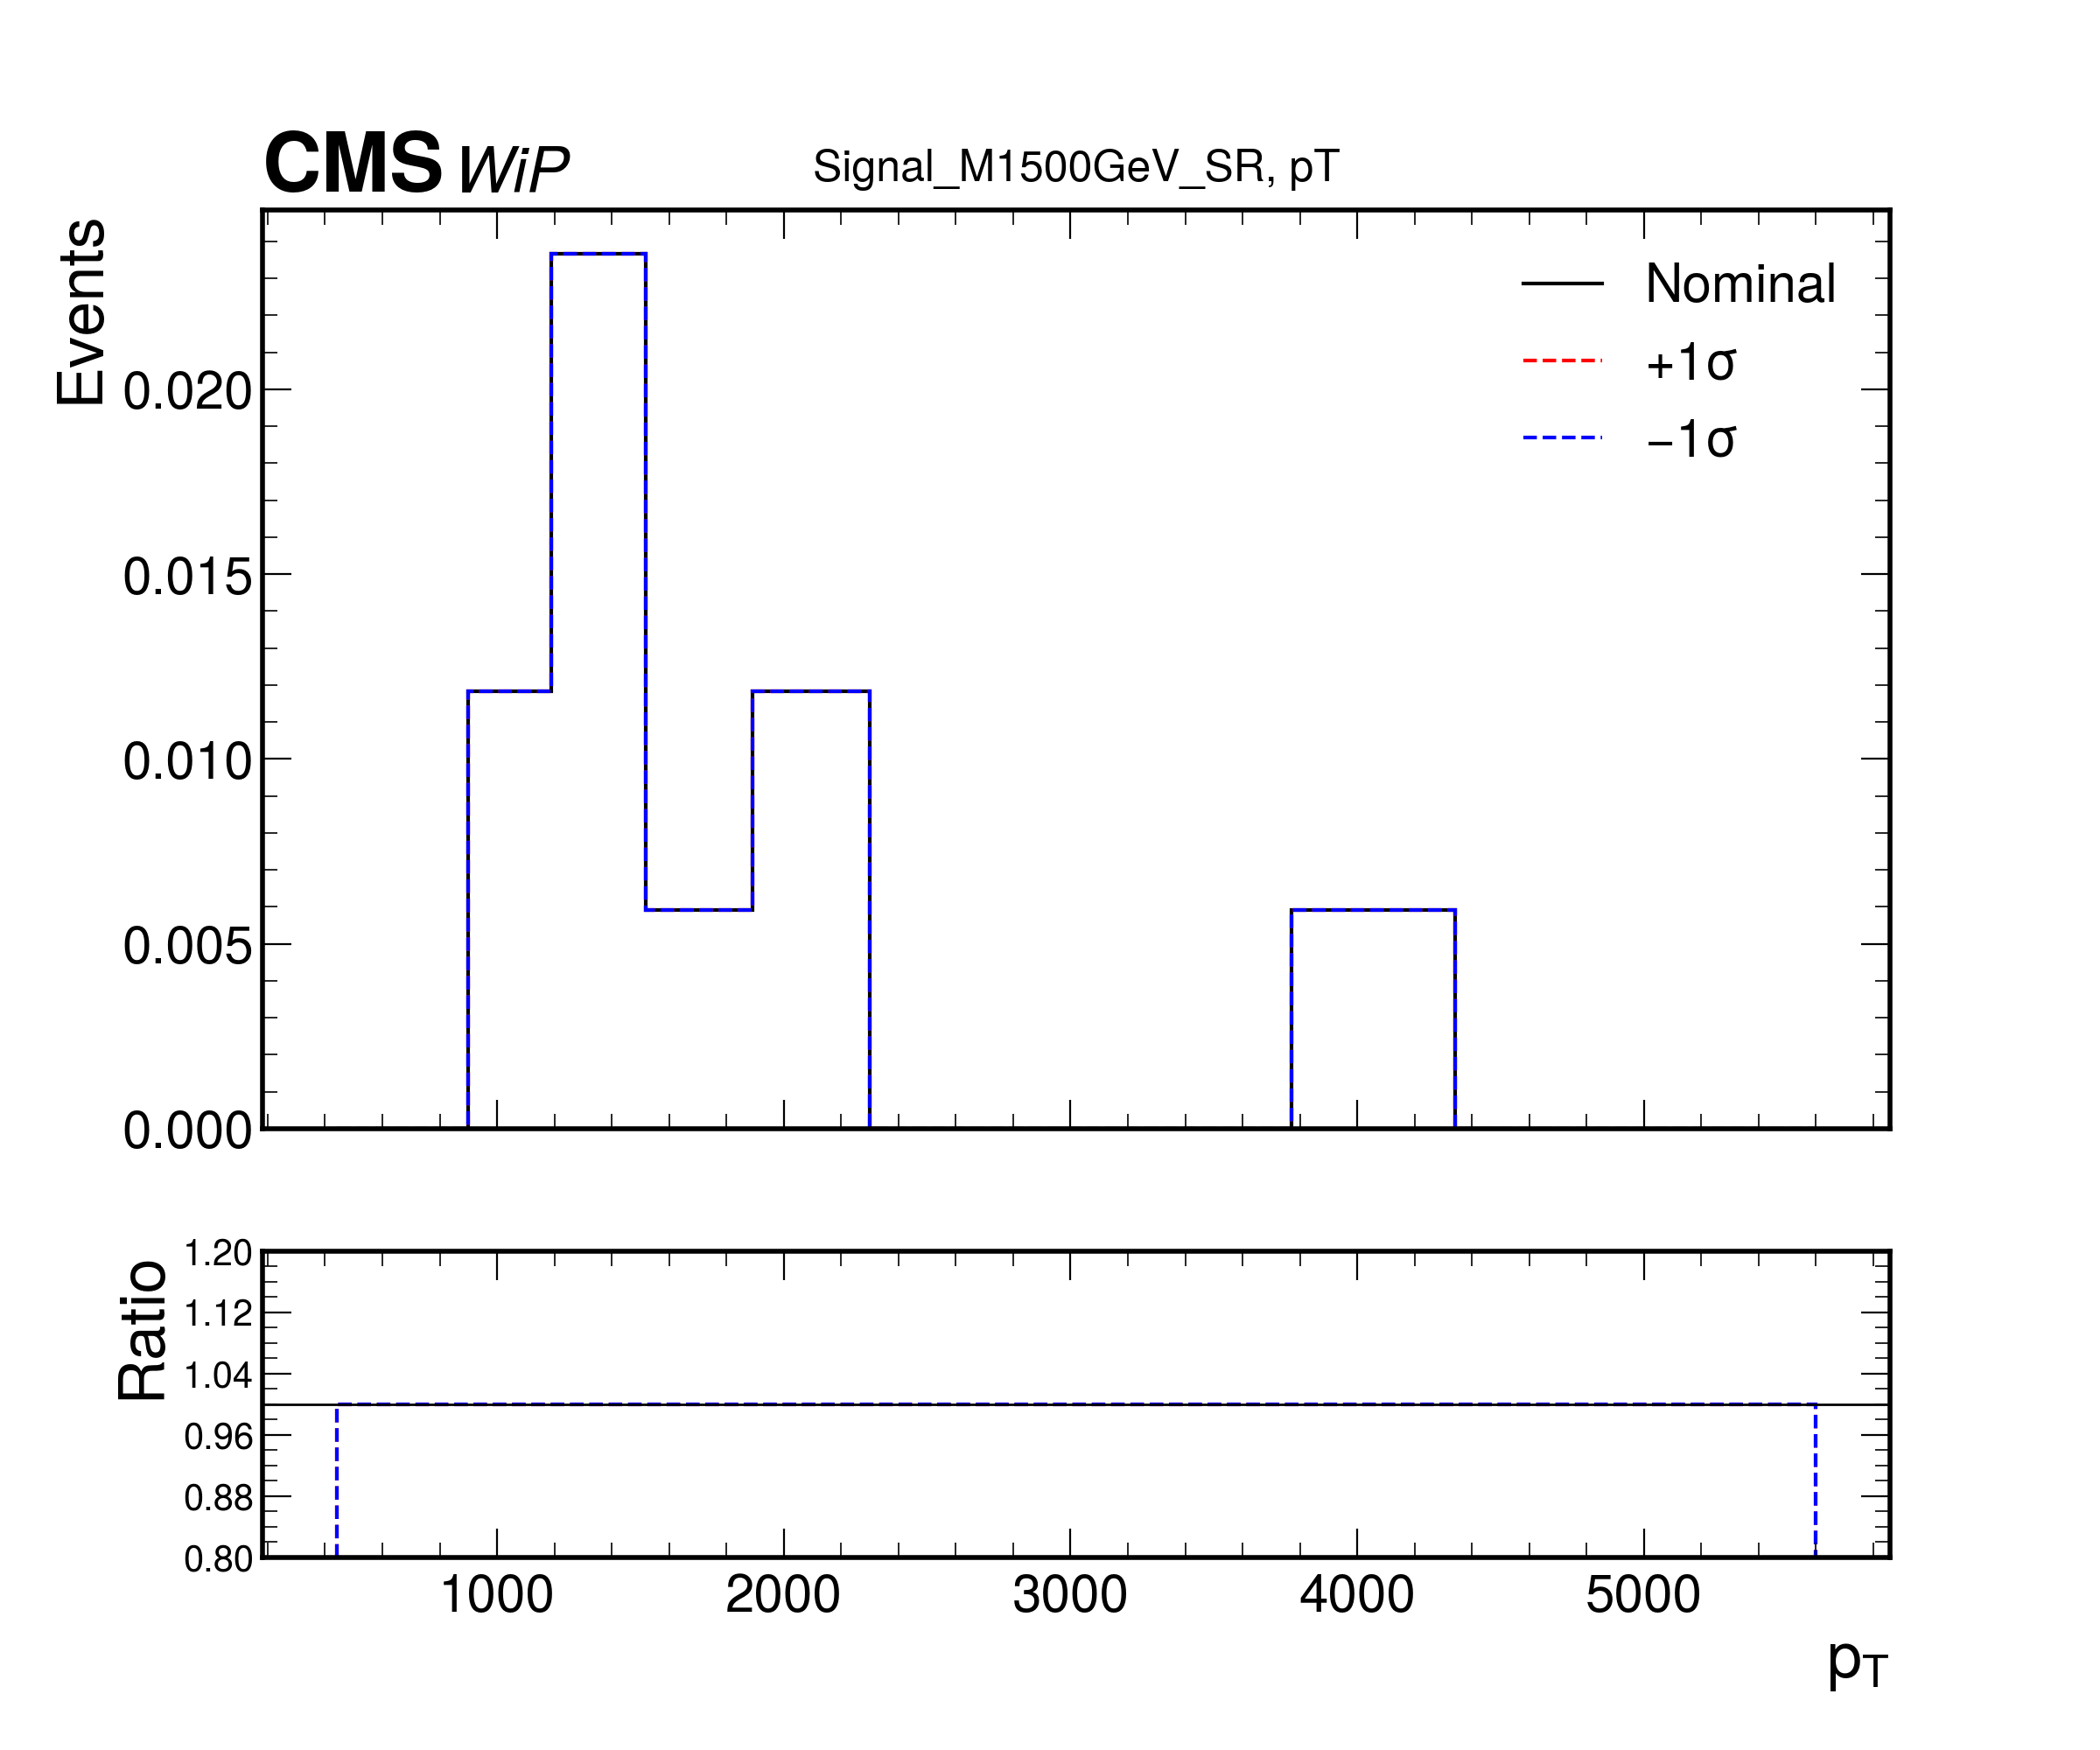 CMS WiP
Signal_M1500GeV_SR, pT
Events
0.020
0.015
0.010
0.005
0.000
Nominal
+1σ
−1σ
Ratio
1.20
1.12
1.04
0.96
0.88
0.80
1000 2000 3000 4000 5000
pT